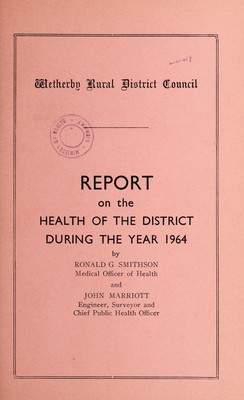 Wetherby Rural District Council
REPORT
on the
HEALTH OF THE DISTRICT
DURING THE YEAR 1964
by
RONALD G. SMITHSON
Medical Officer of Health
and
JOHN MARRIOTT
Engineer, Surveyor and
Chief Public Health Officer